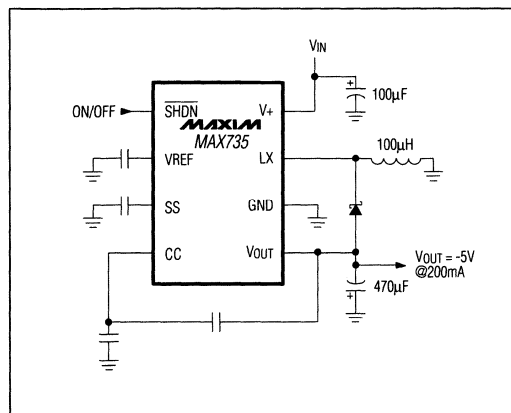 VIN
ON/OFF
SHDN
V+
100µF
MAXIM
MAX735
VREF
LX
100µH
SS
GND
CC
VOUT
VOUT = -5V
@200mA
470µF